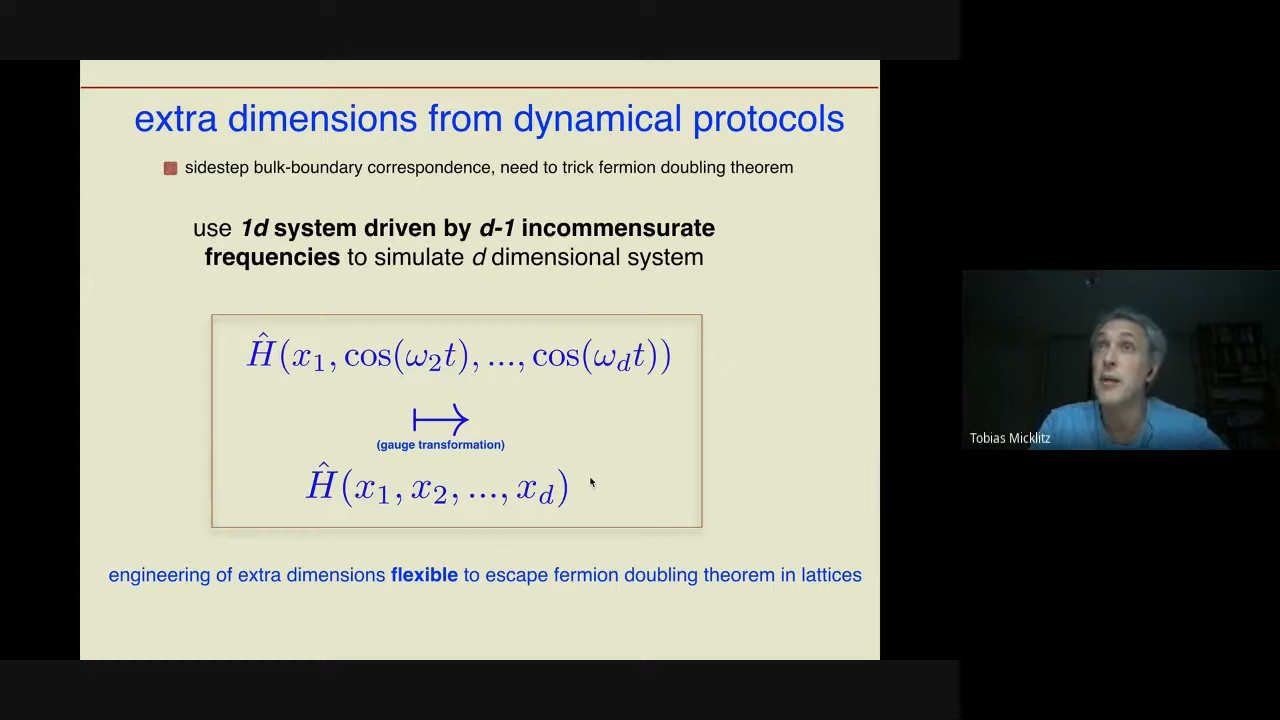 extra dimensions from dynamical protocols
sidestep bulk-boundary correspondence, need to trick fermion doubling theorem
use 1d system driven by d-1 incommensurate
frequencies to simulate d dimensional system
Ĥ(x₁, cos(ω₂t), ..., cos(ω_dt))
↦
(gauge transformation)
Ĥ(x₁, x₂, ..., x_d)
engineering of extra dimensions flexible to escape fermion doubling theorem in lattices
Tobias Micklitz